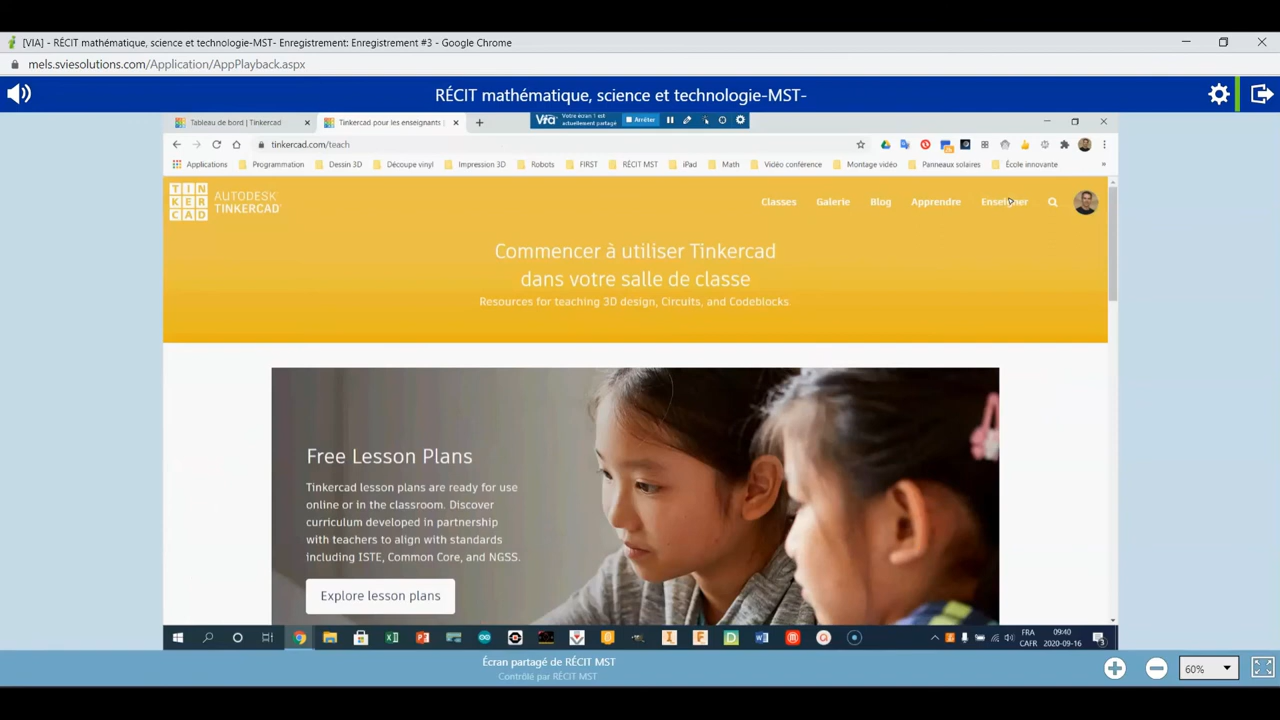 [VIA] - RÉCIT mathématique, science et technologie-MST- Enregistrement: Enregistrement #3 - Google Chrome
mels.sviesolutions.com/Application/AppPlayback.aspx
RÉCIT mathématique, science et technologie-MST-
Tableau de bord | Tinkercad
Tinkercad pour les enseignants |
Votre écran 1 est
actuellement partagé
Arrêter
tinkercad.com/teach
Applications Programmation Dessin 3D Découpe vinyl Impression 3D Robots FIRST RÉCIT MST iPad Math Vidéo conférence Montage vidéo Panneaux solaires École innovante
TIN
KER
CAD
AUTODESK
TINKERCAD
Classes Galerie Blog Apprendre Enseigner
Commencer à utiliser Tinkercad
dans votre salle de classe
Resources for teaching 3D design, Circuits, and Codeblocks
Free Lesson Plans
Tinkercad lesson plans are ready for use
online or in the classroom. Discover
curriculum developed in partnership
with teachers to align with standards
including ISTE, Common Core, and NGSS.
Explore lesson plans
FRA
CAFR
09:40
2020-09-16
3
Écran partagé de RÉCIT MST
Contrôlé par RÉCIT MST
60%